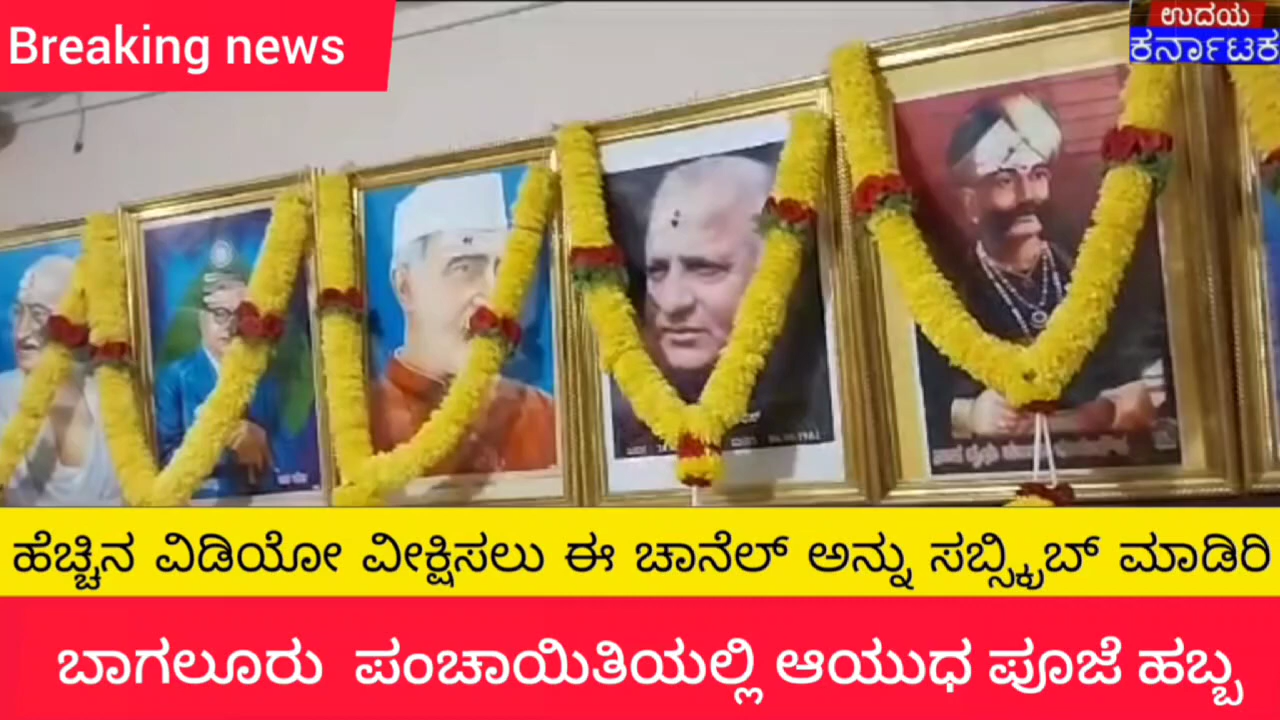 Breaking news
ಉದಯ
ಕರ್ನಾಟಕ
ಹೆಚ್ಚಿನ ವಿಡಿಯೋ ವೀಕ್ಷಿಸಲು ಈ ಚಾನೆಲ್ ಅನ್ನು ಸಬ್ಸ್ಕ್ರಿಬ್ ಮಾಡಿರಿ
ಬಾಗಲೂರು ಪಂಚಾಯಿತಿಯಲ್ಲಿ ಆಯುಧ ಪೂಜೆ ಹಬ್ಬ